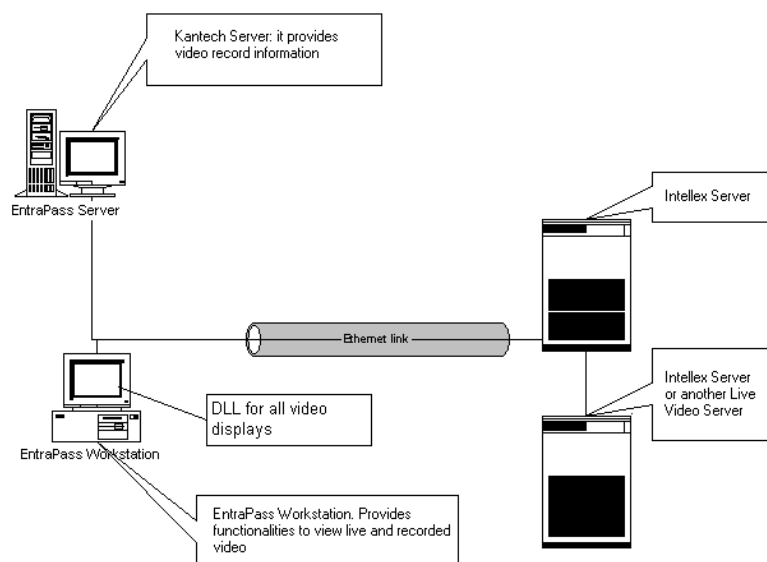 Kantech Server: it provides
video record information
EntraPass Server
Intellex Server
Ethernet link
Intellex Server
or another Live
Video Server
DLL for all video
displays
EntraPass Workstation
EntraPass Workstation. Provides
functionalities to view live and recorded
video